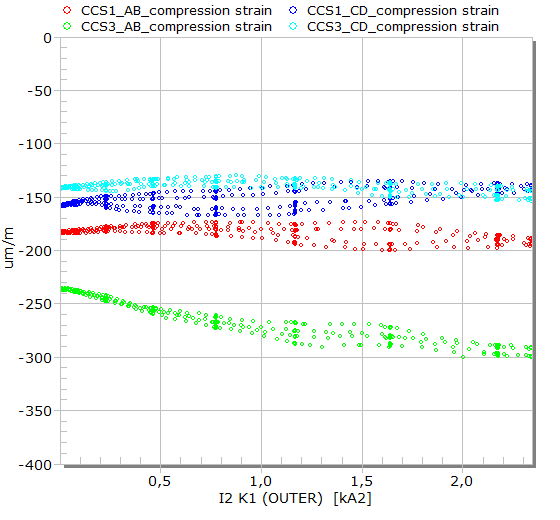 CCS1_AB_compression strain
CCS1_CD_compression strain
CCS3_AB_compression strain
CCS3_CD_compression strain
0
-50
-100
-150
-200
-250
-300
-350
-400
um/m
0,5
1,0
1,5
2,0
I2 K1 (OUTER) [kA2]